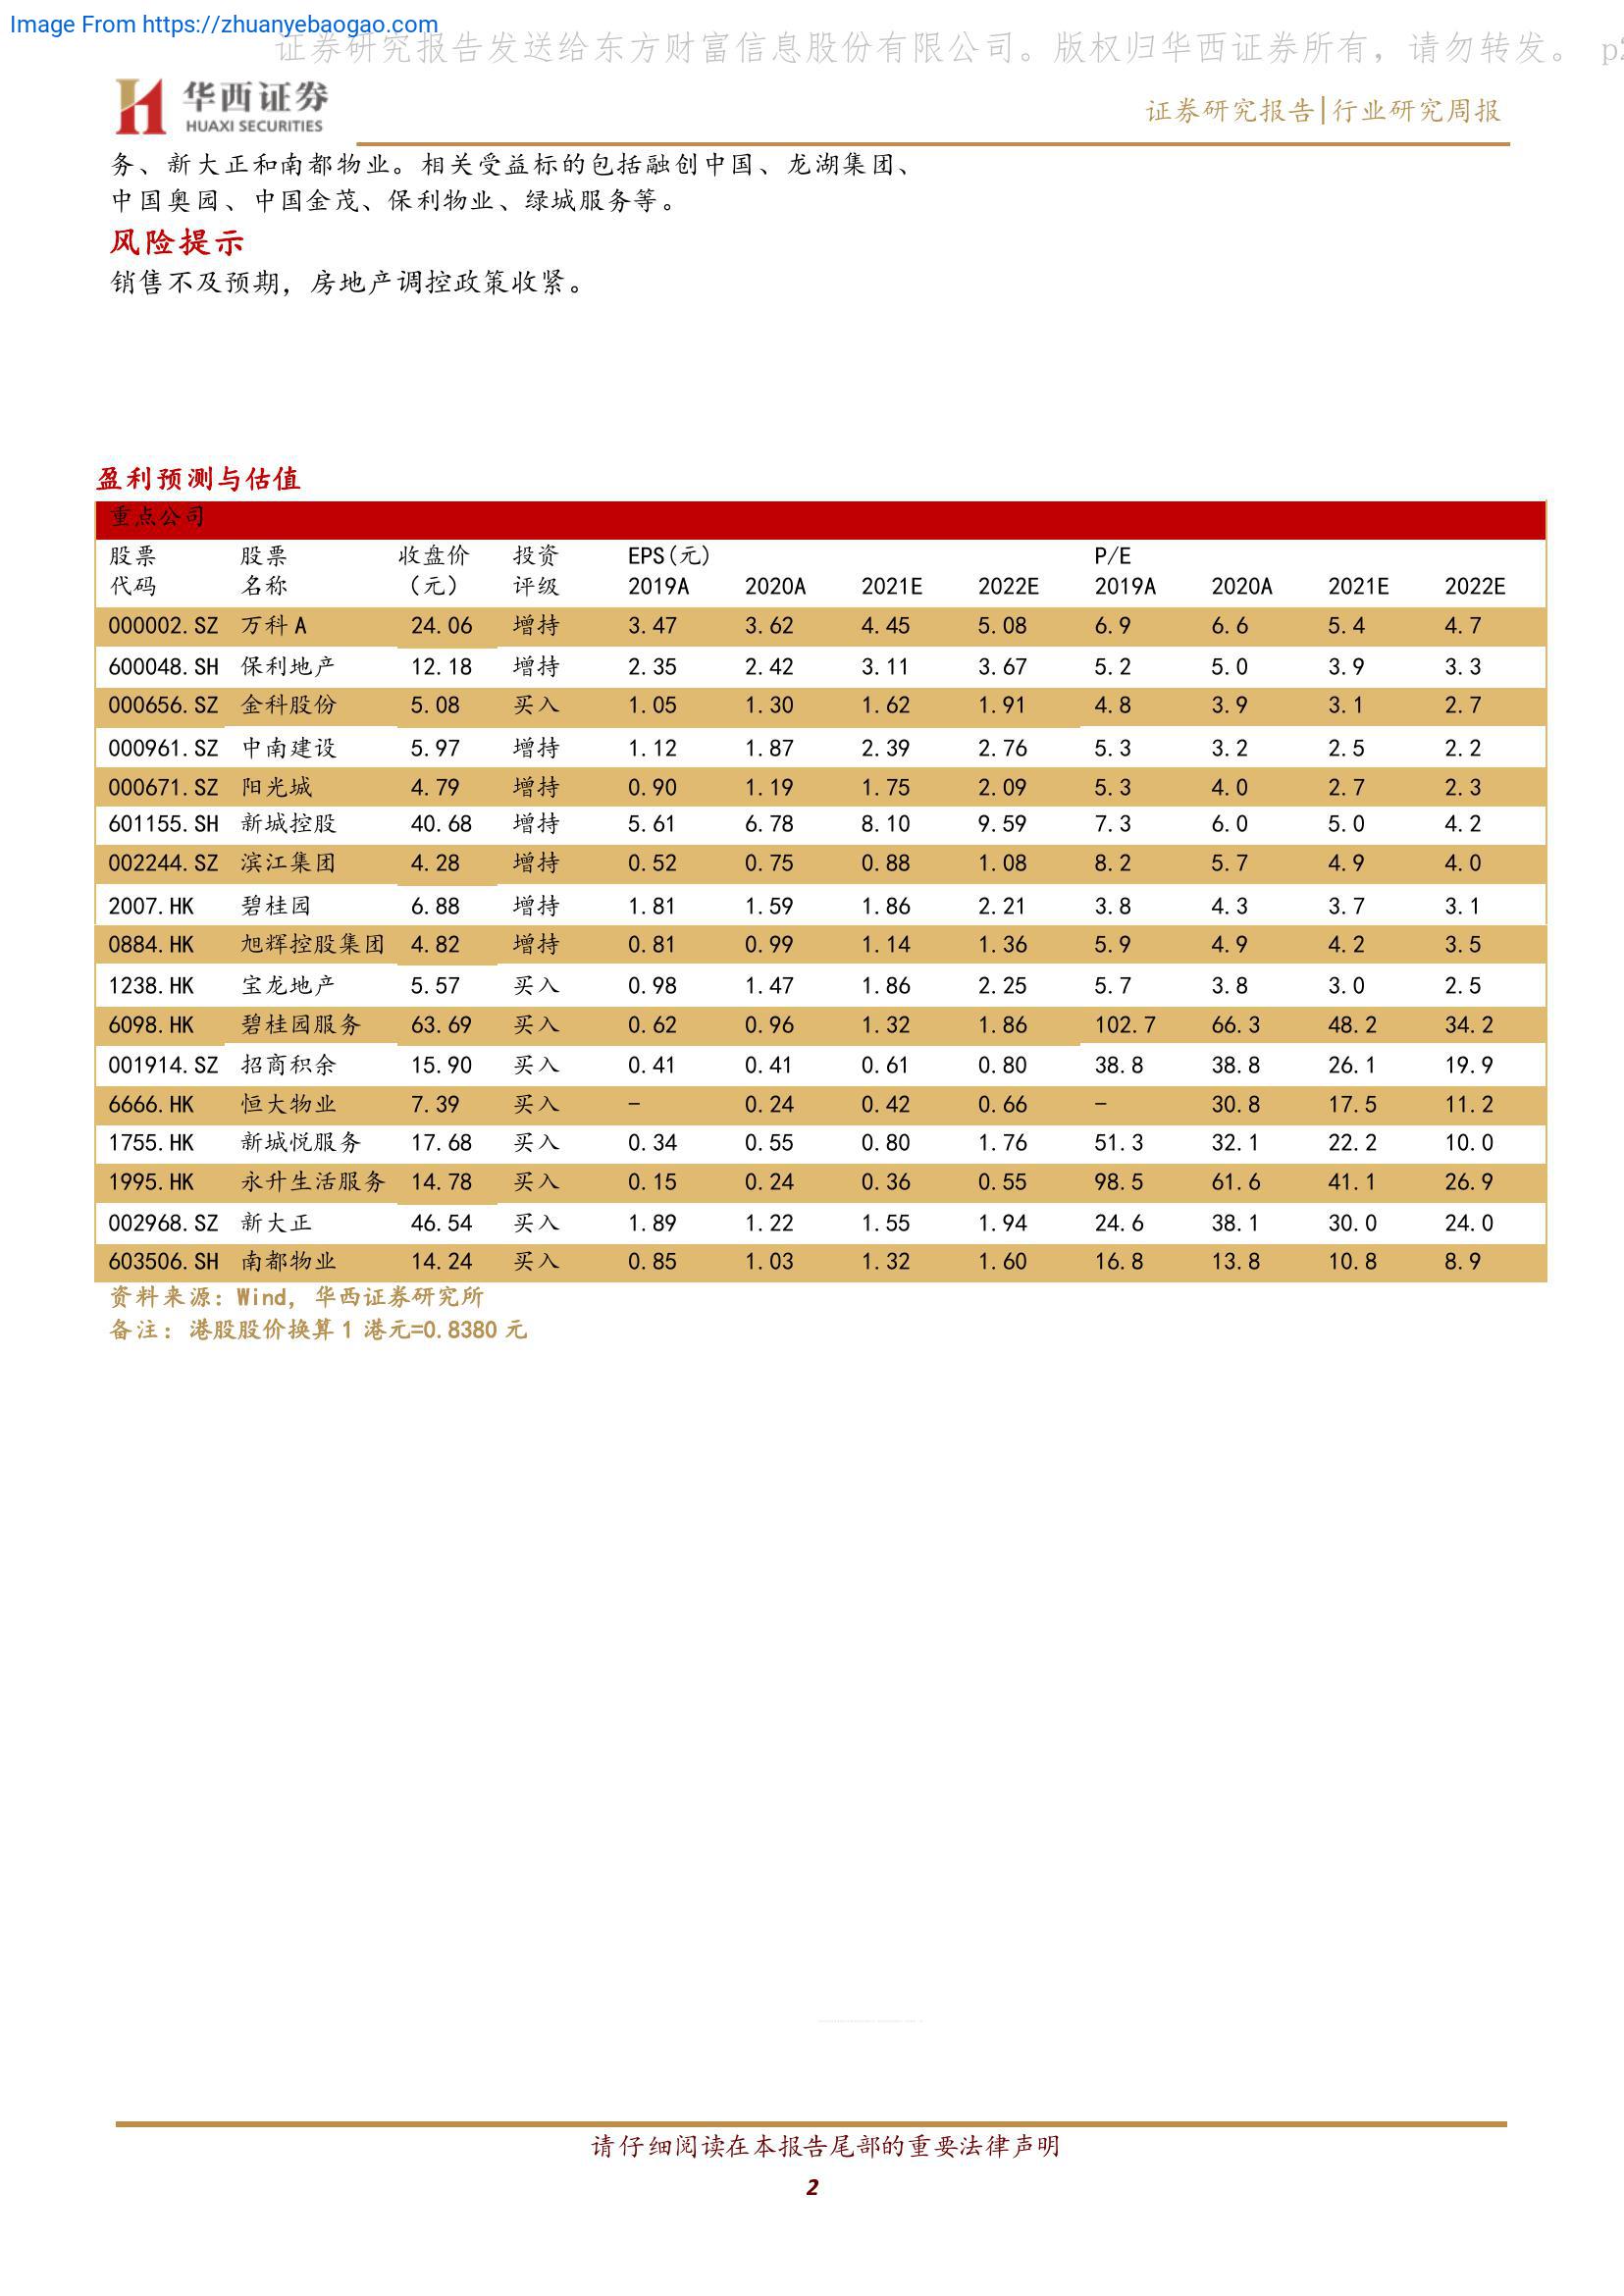 Image From https://zhuanyebaogao.com
证券研究报告发送给东方财富信息股份有限公司。版权归华西证券所有，请勿转发。 p2
华西证券
HUAXI SECURITIES
证券研究报告|行业研究周报
务、新大正和南都物业。相关受益标的包括融创中国、龙湖集团、
中国奥园、中国金茂、保利物业、绿城服务等。
风险提示
销售不及预期，房地产调控政策收紧。
盈利预测与估值
重点公司
股票 股票 收盘价 投资 EPS(元) P/E
代码 名称 （元） 评级 2019A 2020A 2021E 2022E 2019A 2020A 2021E 2022E
000002.SZ 万科A 24.06 增持 3.47 3.62 4.45 5.08 6.9 6.6 5.4 4.7
600048.SH 保利地产 12.18 增持 2.35 2.42 3.11 3.67 5.2 5.0 3.9 3.3
000656.SZ 金科股份 5.08 买入 1.05 1.30 1.62 1.91 4.8 3.9 3.1 2.7
000961.SZ 中南建设 5.97 增持 1.12 1.87 2.39 2.76 5.3 3.2 2.5 2.2
000671.SZ 阳光城 4.79 增持 0.90 1.19 1.75 2.09 5.3 4.0 2.7 2.3
601155.SH 新城控股 40.68 增持 5.61 6.78 8.10 9.59 7.3 6.0 5.0 4.2
002244.SZ 滨江集团 4.28 增持 0.52 0.75 0.88 1.08 8.2 5.7 4.9 4.0
2007.HK 碧桂园 6.88 增持 1.81 1.59 1.86 2.21 3.8 4.3 3.7 3.1
0884.HK 旭辉控股集团 4.82 增持 0.81 0.99 1.14 1.36 5.9 4.9 4.2 3.5
1238.HK 宝龙地产 5.57 买入 0.98 1.47 1.86 2.25 5.7 3.8 3.0 2.5
6098.HK 碧桂园服务 63.69 买入 0.62 0.96 1.32 1.86 102.7 66.3 48.2 34.2
001914.SZ 招商积余 15.90 买入 0.41 0.41 0.61 0.80 38.8 38.8 26.1 19.9
6666.HK 恒大物业 7.39 买入 - 0.24 0.42 0.66 - 30.8 17.5 11.2
1755.HK 新城悦服务 17.68 买入 0.34 0.55 0.80 1.76 51.3 32.1 22.2 10.0
1995.HK 永升生活服务 14.78 买入 0.15 0.24 0.36 0.55 98.5 61.6 41.1 26.9
002968.SZ 新大正 46.54 买入 1.89 1.22 1.55 1.94 24.6 38.1 30.0 24.0
603506.SH 南都物业 14.24 买入 0.85 1.03 1.32 1.60 16.8 13.8 10.8 8.9
资料来源：Wind，华西证券研究所
备注：港股股价换算1港元=0.8380元
请仔细阅读在本报告尾部的重要法律声明
2